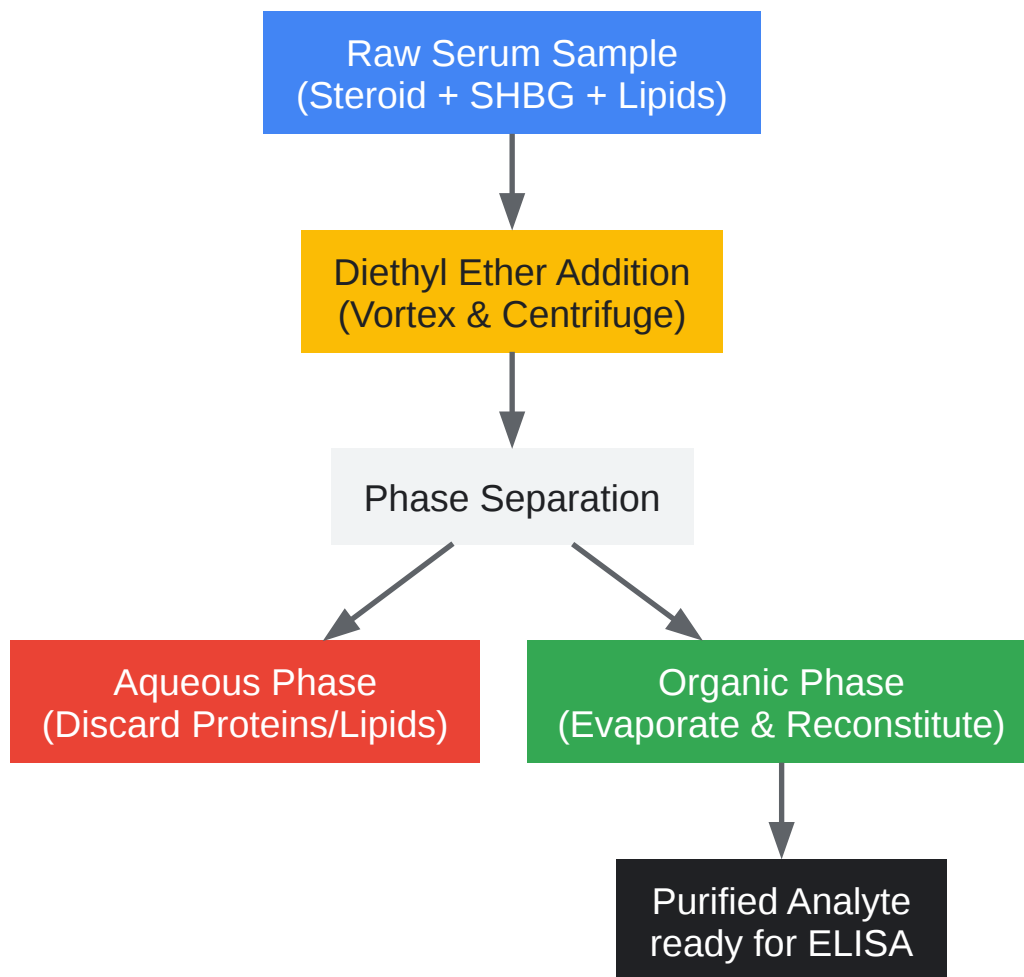 Raw Serum Sample
(Steroid + SHBG + Lipids)
Diethyl Ether Addition
(Vortex & Centrifuge)
Phase Separation
Aqueous Phase
(Discard Proteins/Lipids)
Organic Phase
(Evaporate & Reconstitute)
Purified Analyte
ready for ELISA